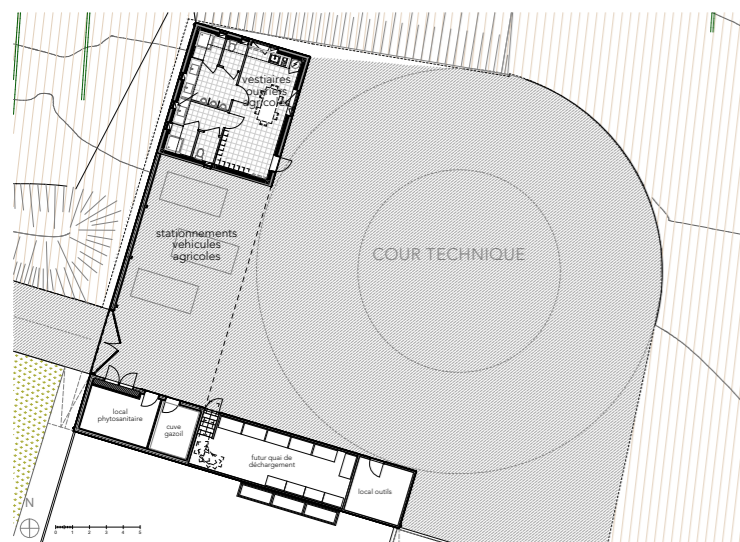 vestiaires
ouvriers
agricoles
stationnements
véhicules
agricoles
COUR TECHNIQUE
local
phytosanitaire
cuve
gazoil
futur quai de
déchargement
local outils
N
0 1 2 3 4 5